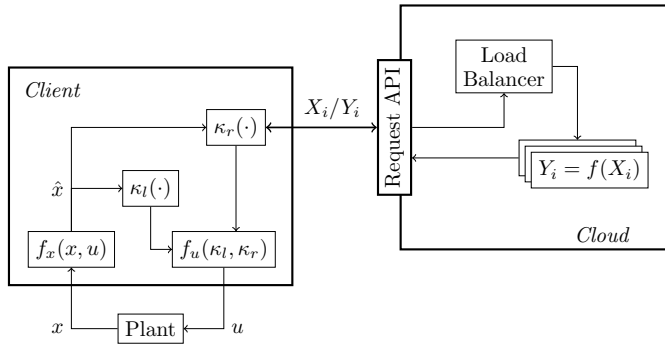 Client
κ_r(·)
x̂
κ_l(·)
f_x(x, u)
f_u(κ_l, κ_r)
x
Plant
u
X_i/Y_i
Request API
Load
Balancer
Y_i = f(X_i)
Cloud